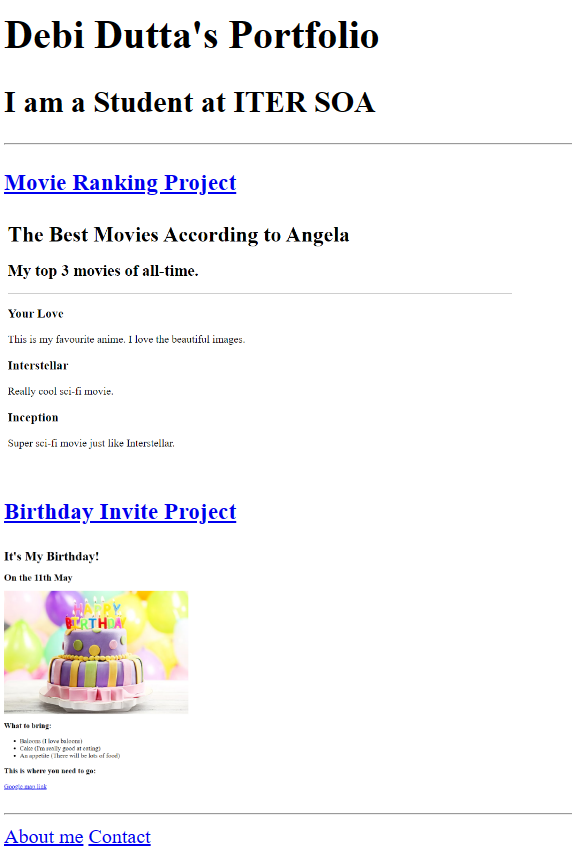 Debi Dutta's Portfolio
I am a Student at ITER SOA
Movie Ranking Project
The Best Movies According to Angela
My top 3 movies of all-time.
Your Love
This is my favourite anime. I love the beautiful images.
Interstellar
Really cool sci-fi movie.
Inception
Super sci-fi movie just like Interstellar.
Birthday Invite Project
It's My Birthday!
On the 11th May
HAPPY
BIRTHDAY
What to bring:
Baloons (I love baloons)
Cake (I'm really good at eating)
An appetite (There will be lots of food)
This is where you need to go:
Google map link
About me Contact